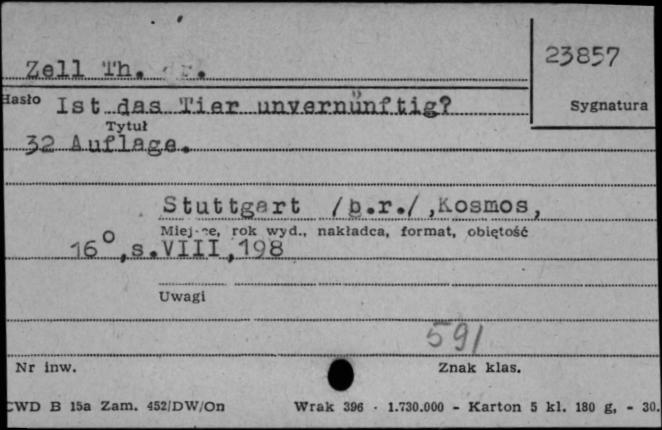 23857
Zell Th. dr.
Hasło Ist das Tier unvernünftig? Sygnatura
Tytuł
32 Auflage.
Stuttgart /b.r./,Kosmos,
Miejsce, rok wyd., nakładca, format, objętość
16⁰,s.VIII,198
Uwagi
591
Nr inw. Znak klas.
CWD B 15a Zam. 452/DW/On Wrak 396 · 1.730.000 - Karton 5 kl. 180 g, - 30.